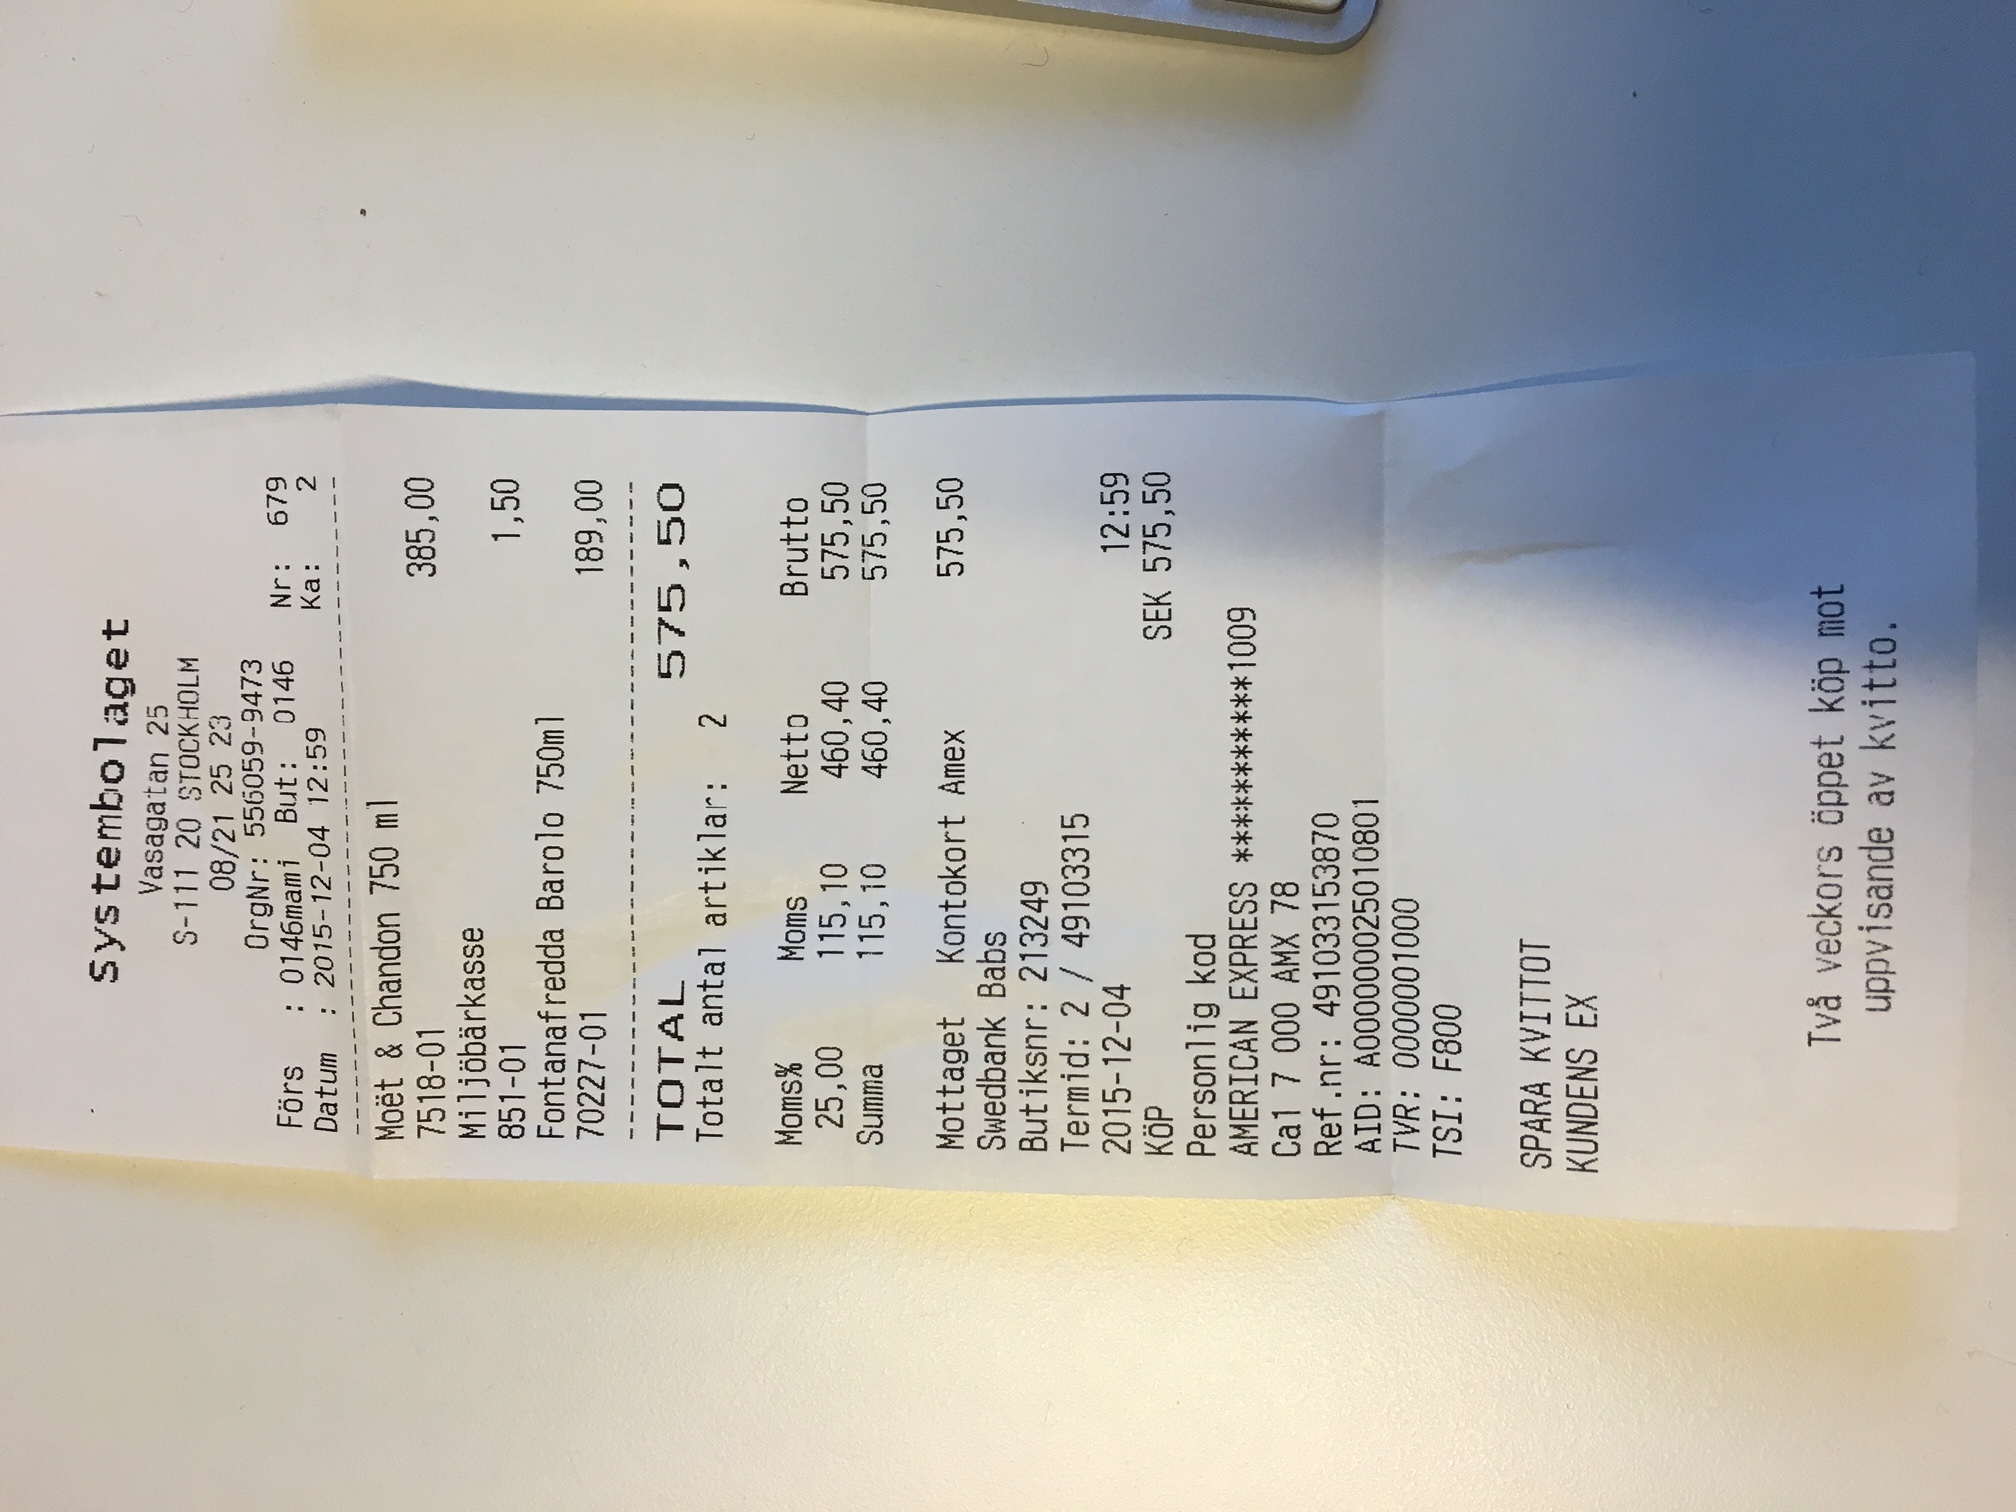 Systembolaget
Vasagatan 25
S-111 20 STOCKHOLM
08/21 25 23
OrgNr: 556059-9473
Förs : 0146mami But: 0146 Nr: 679
Datum : 2015-12-04 12:59 Ka: 2
Moët & Chandon 750 ml
7518-01 385,00
Miljöbärkasse
851-01 1,50
Fontanafredda Barolo 750ml
70227-01 189,00
TOTAL 575,50
Totalt antal artiklar: 2
Moms% Moms Netto Brutto
25,00 115,10 460,40 575,50
Summa 115,10 460,40 575,50
Mottaget Kontokort Amex 575,50
Swedbank Babs
Butiksnr: 213249
Termid: 2 / 49103315
2015-12-04 12:59
KÖP SEK 575,50
Personlig kod
AMERICAN EXPRESS ***********1009
Ca1 7 000 AMX 78
Ref.nr: 491033153870
AID: A000000025010801
TVR: 0000001000
TSI: F800
SPARA KVITTOT
KUNDENS EX
Två veckors öppet köp mot
uppvisande av kvitto.